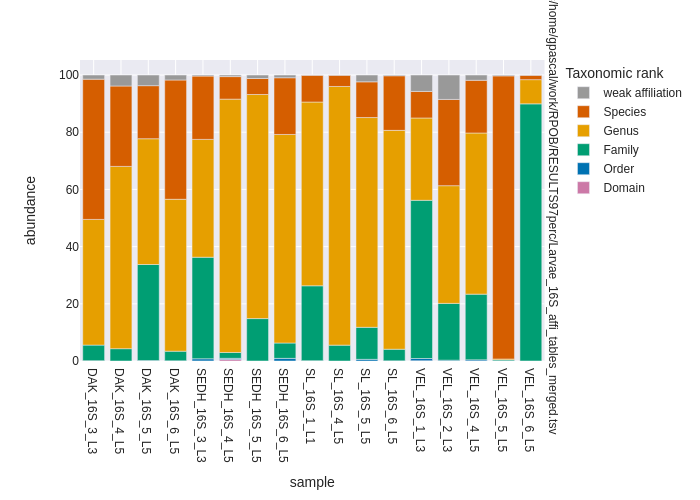 /home/gpascal/work/RPOB/RESULTS97perc/Larvae_16S_affi_tables_merged.tsv
Taxonomic rank
weak affiliation
Species
Genus
Family
Order
Domain
abundance
100
80
60
40
20
0
DAK_16S_3_L3
DAK_16S_4_L5
DAK_16S_5_L5
DAK_16S_6_L5
SEDH_16S_3_L3
SEDH_16S_4_L5
SEDH_16S_5_L5
SEDH_16S_6_L5
SL_16S_1_L1
SL_16S_4_L5
SL_16S_5_L5
SL_16S_6_L5
VEL_16S_1_L3
VEL_16S_2_L3
VEL_16S_4_L5
VEL_16S_5_L5
VEL_16S_6_L5
sample